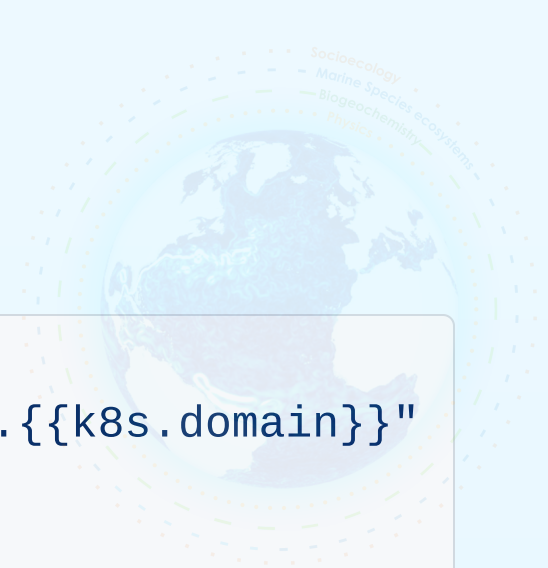 Socioecology
Marine Species ecosystems
Biogeochemistry
Physics
.{{k8s.domain}}"